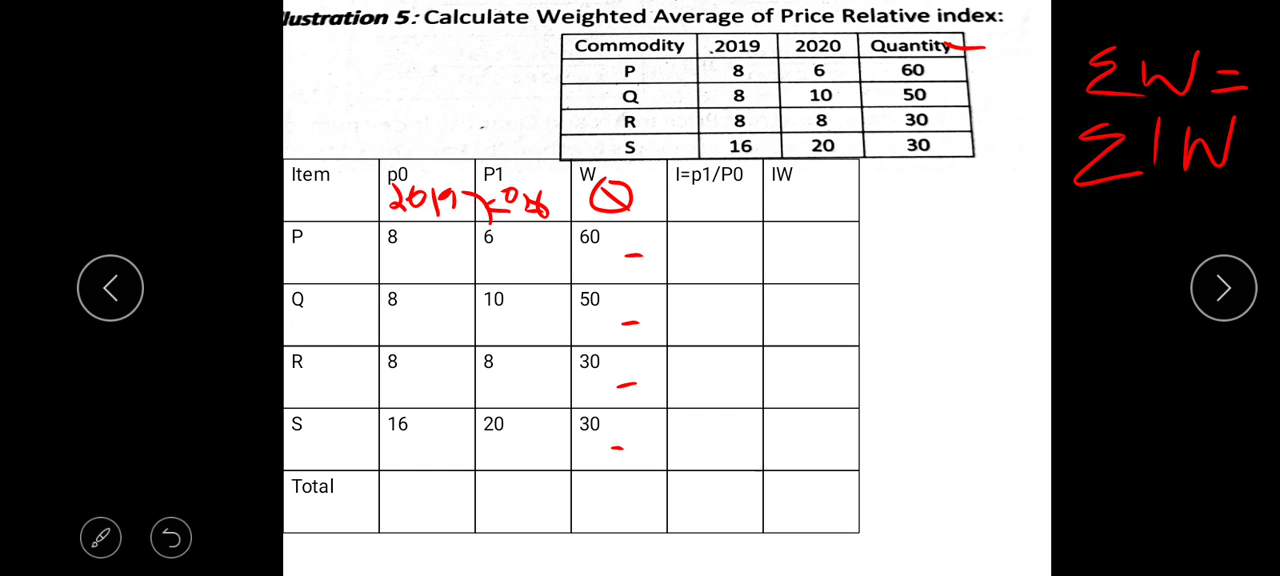 llustration 5: Calculate Weighted Average of Price Relative index:
Commodity .2019 2020 Quantity
P 8 6 60
Q 8 10 50
R 8 8 30
S 16 20 30
Item p0 P1 W I=p1/P0 IW
2019 2020
P 8 6 60
Q 8 10 50
R 8 8 30
S 16 20 30
Total
ΣW=
ΣIW